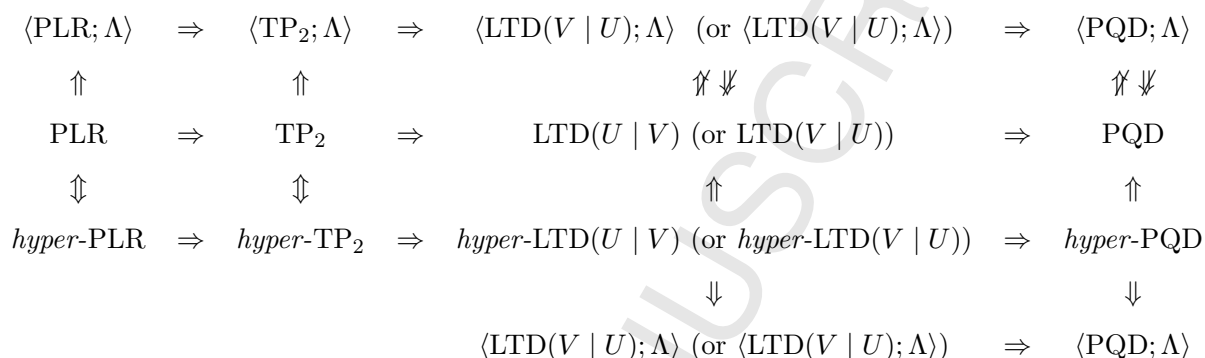 ⟨PLR; Λ⟩ ⇒ ⟨TP₂; Λ⟩ ⇒ ⟨LTD(V | U); Λ⟩ (or ⟨LTD(V | U); Λ⟩) ⇒ ⟨PQD; Λ⟩
⇑ ⇑ ⇑̸ ⇓̸ ⇑̸ ⇓̸
PLR ⇒ TP₂ ⇒ LTD(U | V) (or LTD(V | U)) ⇒ PQD
⇕ ⇕ ⇑ ⇑
hyper-PLR ⇒ hyper-TP₂ ⇒ hyper-LTD(U | V) (or hyper-LTD(V | U)) ⇒ hyper-PQD
⇓ ⇓
⟨LTD(V | U); Λ⟩ (or ⟨LTD(V | U); Λ⟩) ⇒ ⟨PQD; Λ⟩